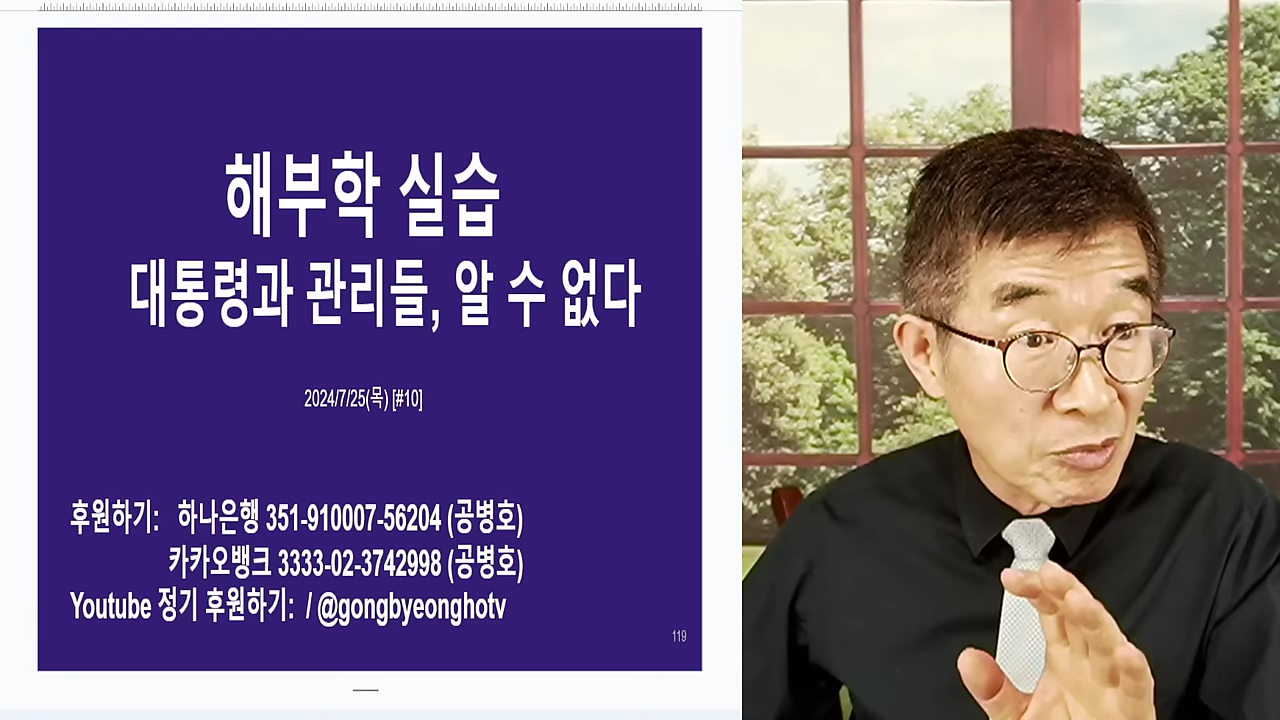 해부학 실습
대통령과 관리들, 알 수 없다
2024/7/25(목) [#10]
후원하기: 하나은행 351-910007-56204 (공병호)
카카오뱅크 3333-02-3742998 (공병호)
Youtube 정기 후원하기: / @gongbyeonghotv
119